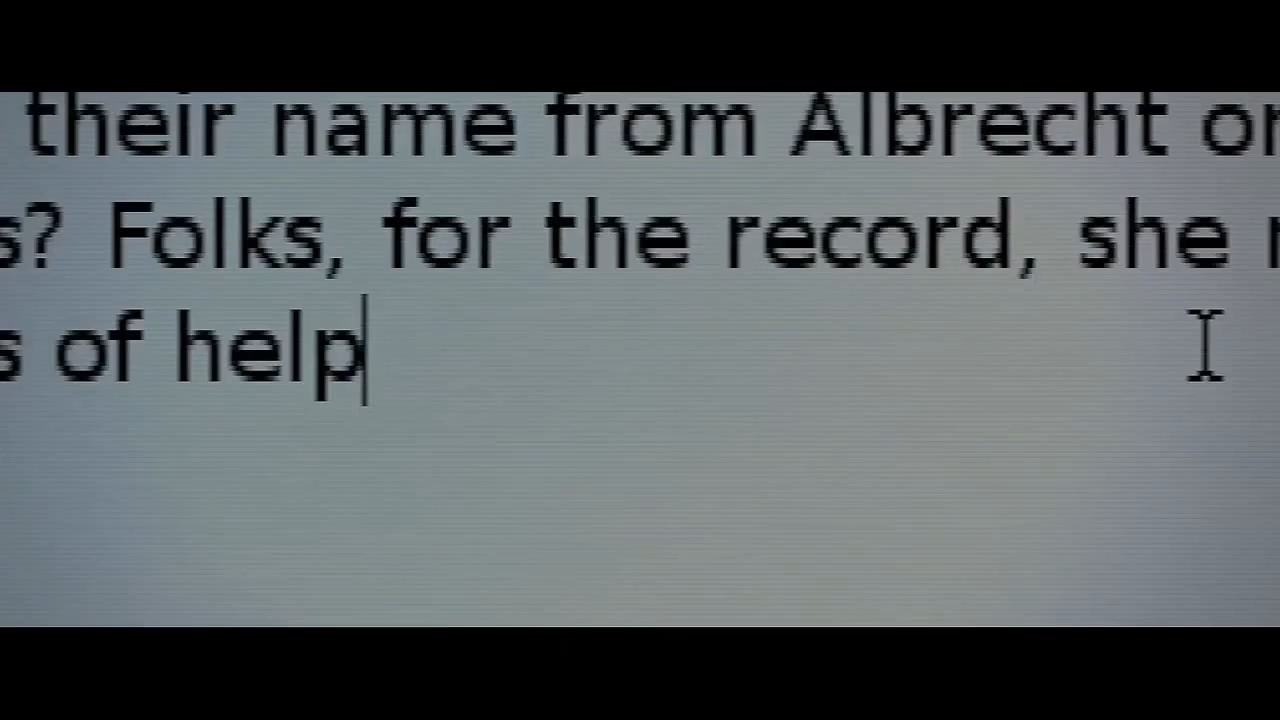 their name from Albrecht or
s? Folks, for the record, she
s of help